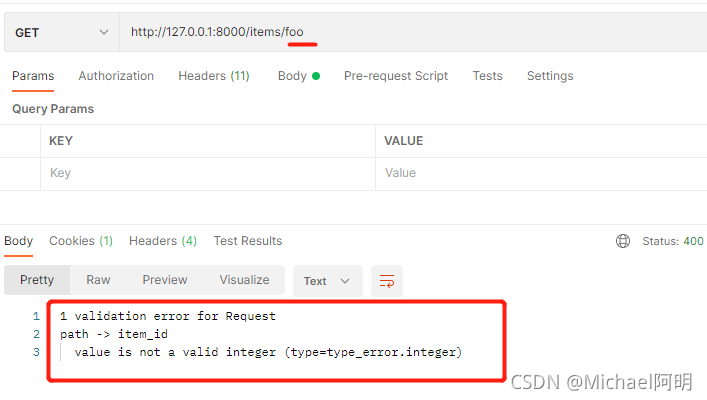 GET http://127.0.0.1:8000/items/foo
Params Authorization Headers (11) Body Pre-request Script Tests Settings
Query Params
KEY VALUE
Key Value
Body Cookies (1) Headers (4) Test Results Status: 400
Pretty Raw Preview Visualize Text
1 1 validation error for Request
2 path -> item_id
3 value is not a valid integer (type=type_error.integer)
CSDN @Michael阿明